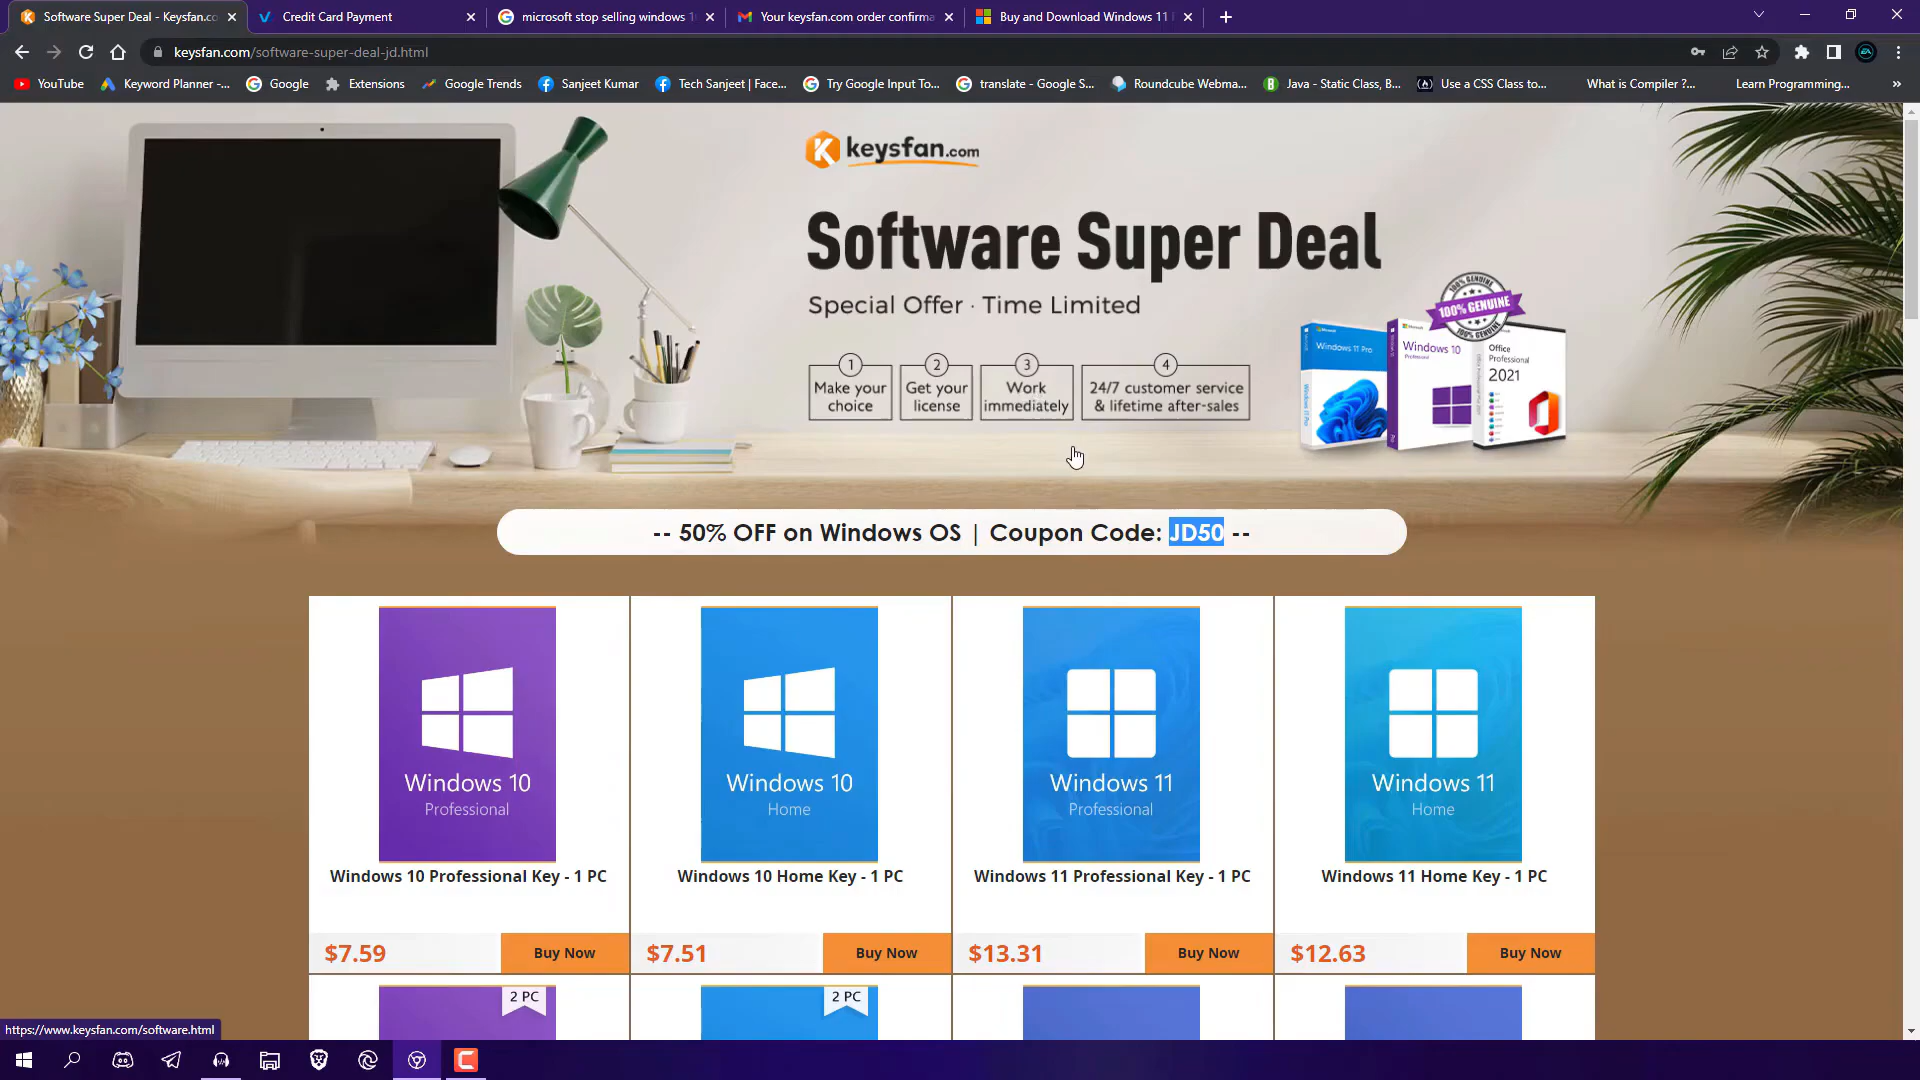 Software Super Deal - Keysfan.co
Credit Card Payment
microsoft stop selling windows 1
Your keysfan.com order confirma
Buy and Download Windows 11
keysfan.com/software-super-deal-jd.html
YouTube
Keyword Planner -...
Google
Extensions
Google Trends
Sanjeet Kumar
Tech Sanjeet | Face...
Try Google Input To...
translate - Google S...
Roundcube Webma...
Java - Static Class, B...
Use a CSS Class to...
What is Compiler ?...
Learn Programming...
keysfan.com
Software Super Deal
Special Offer · Time Limited
1
Make your
choice
2
Get your
license
3
Work
immediately
4
24/7 customer service
& lifetime after-sales
100% GENUINE
Windows 11 Pro
Windows 10
Office
Professional
2021
-- 50% OFF on Windows OS | Coupon Code: JD50 --
Windows 10
Professional
Windows 10
Home
Windows 11
Professional
Windows 11
Home
Windows 10 Professional Key - 1 PC
Windows 10 Home Key - 1 PC
Windows 11 Professional Key - 1 PC
Windows 11 Home Key - 1 PC
$7.59
Buy Now
$7.51
Buy Now
$13.31
Buy Now
$12.63
Buy Now
2 PC
2 PC
https://www.keysfan.com/software.html